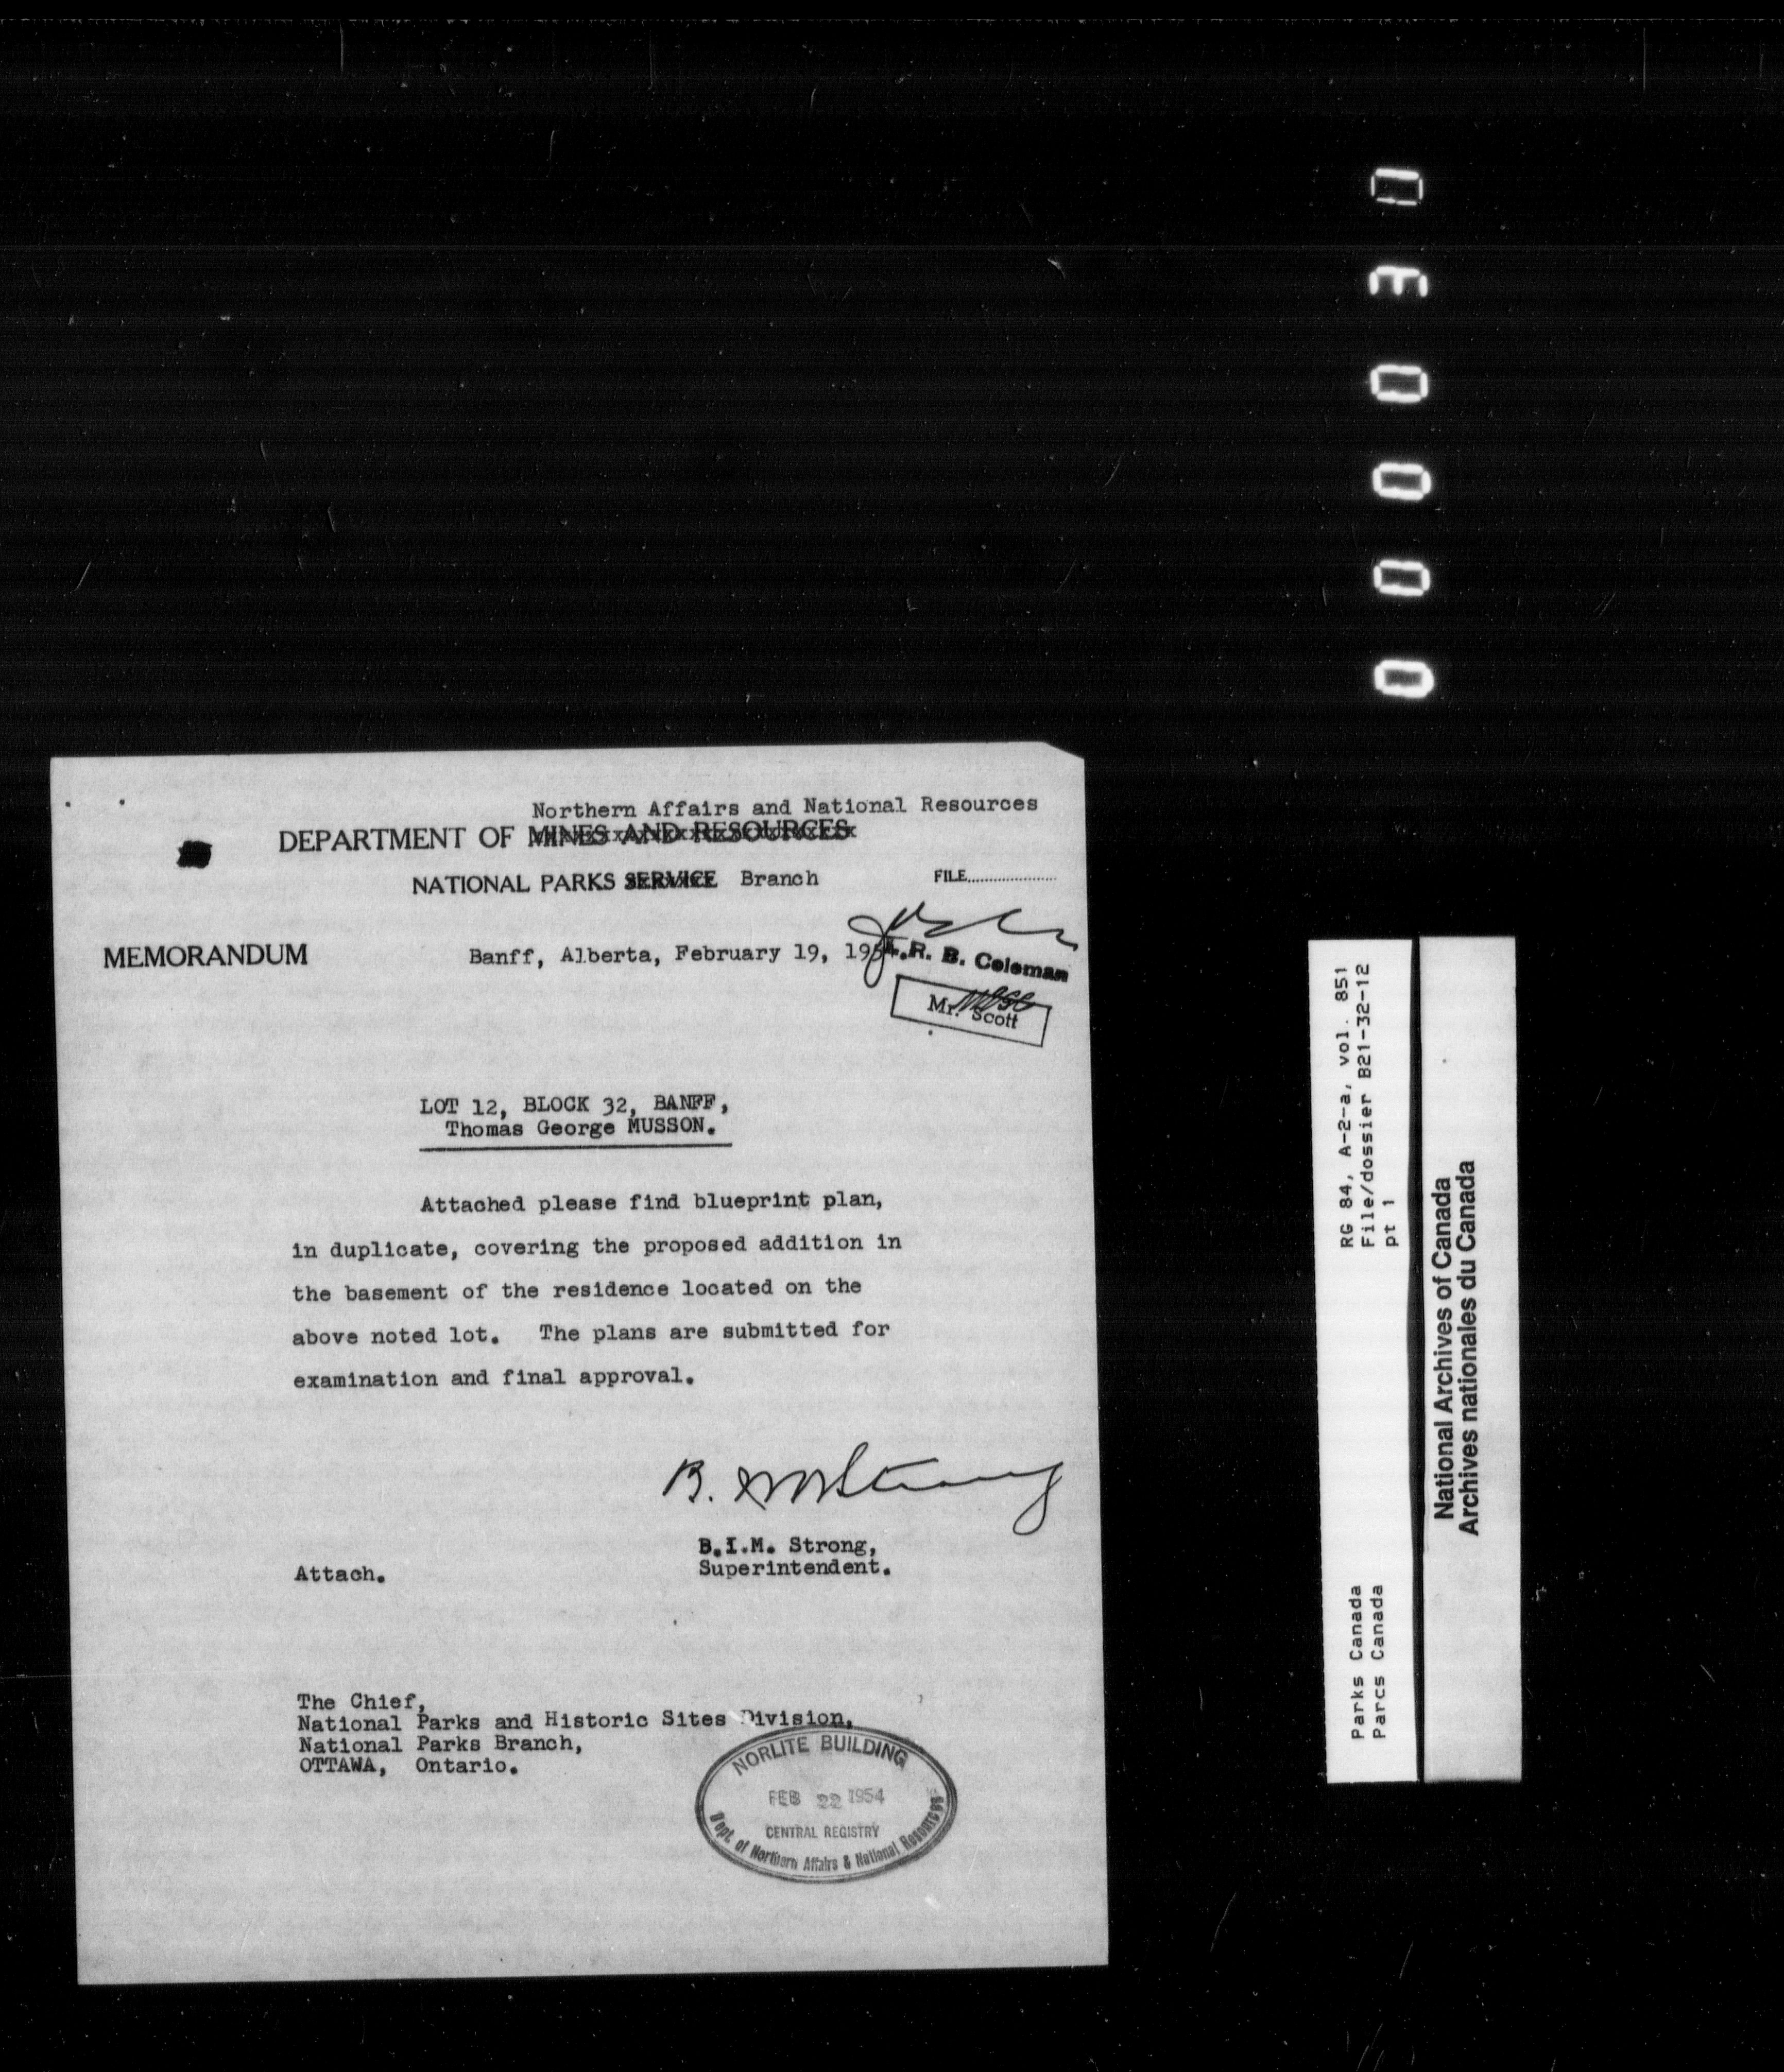 Northern Affairs and National Resources
DEPARTMENT OF MINES AND RESOURCES
NATIONAL PARKS SERVICE Branch
FILE....................
MEMORANDUM
Banff, Alberta, February 19, 1954.
R. B. Coleman
Mr. Scott
LOT 12, BLOCK 32, BANFF,
Thomas George MUSSON.
Attached please find blueprint plan,
in duplicate, covering the proposed addition in
the basement of the residence located on the
above noted lot. The plans are submitted for
examination and final approval.
B. I M Strong
B.I.M. Strong,
Superintendent.
Attach.
The Chief,
National Parks and Historic Sites Division,
National Parks Branch,
OTTAWA, Ontario.
NORLITE BUILDING
FEB 22 1954
CENTRAL REGISTRY
Dept. of Northern Affairs & National Resources
000030
RG 84, A-2-a, vol. 851
File/dossier B21-32-12
pt 1
Parks Canada
Parcs Canada
National Archives of Canada
Archives nationales du Canada